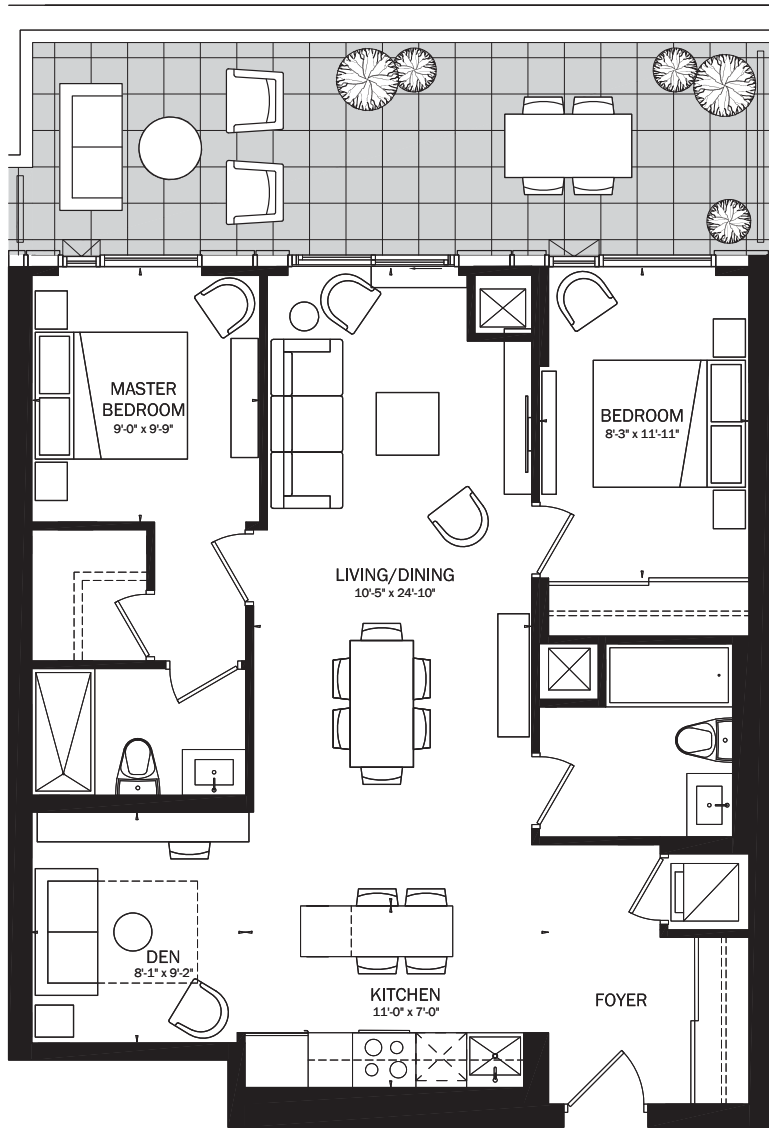 MASTER
BEDROOM
9'-0" x 9'-9"
BEDROOM
8'-3" x 11'-11"
LIVING/DINING
10'-5" x 24'-10"
DEN
8'-1" x 9'-2"
KITCHEN
11'-0" x 7'-0"
FOYER